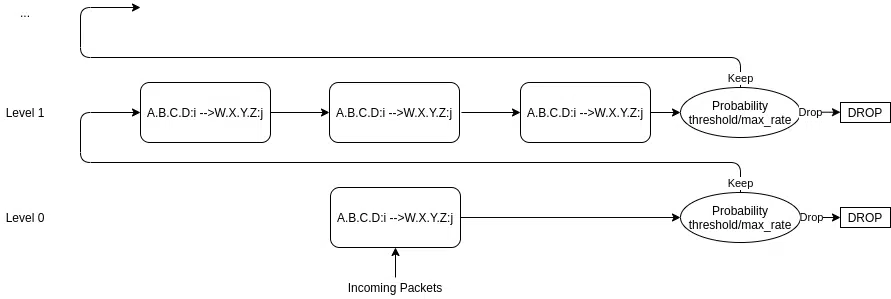 ...
Keep
Level 1
A.B.C.D:i -->W.X.Y.Z:j
A.B.C.D:i -->W.X.Y.Z:j
A.B.C.D:i -->W.X.Y.Z:j
Probability
threshold/max_rate
Drop
DROP
Keep
Level 0
A.B.C.D:i -->W.X.Y.Z:j
Probability
threshold/max_rate
Drop
DROP
Incoming Packets